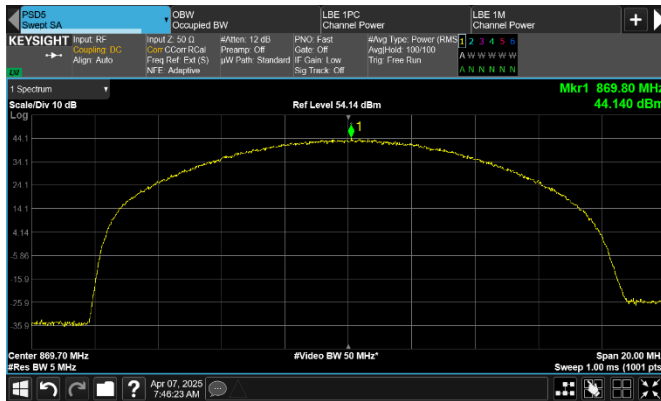 PSD5
Swept SA
OBW
Occupied BW
LBE 1PC
Channel Power
LBE 1M
Channel Power
KEYSIGHT
Input: RF
Coupling: DC
Align: Auto
Input Z: 50 Ω
Corr CCorr RCal
Freq Ref: Ext (S)
NFE: Adaptive
#Atten: 12 dB
Preamp: Off
µW Path: Standard
PNO: Fast
Gate: Off
IF Gain: Low
Sig Track: Off
#Avg Type: Power (RMS
Avg|Hold: 100/100
Trig: Free Run
1 2 3 4 5 6
A W W W W W
A N N N N N
1 Spectrum
Scale/Div 10 dB
Log
Ref Level 54.14 dBm
Mkr1 869.80 MHz
44.140 dBm
1
44.1
34.1
24.1
14.1
4.14
-5.86
-15.9
-25.9
-35.9
Center 869.70 MHz
#Res BW 5 MHz
#Video BW 50 MHz*
Span 20.00 MH
Sweep 1.00 ms (1001 pts
Apr 07, 2025
7:46:23 AM